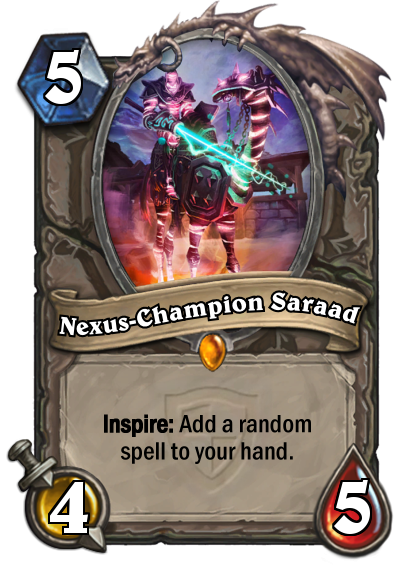 5
Nexus-Champion Saraad
Inspire: Add a random
spell to your hand.
4
5